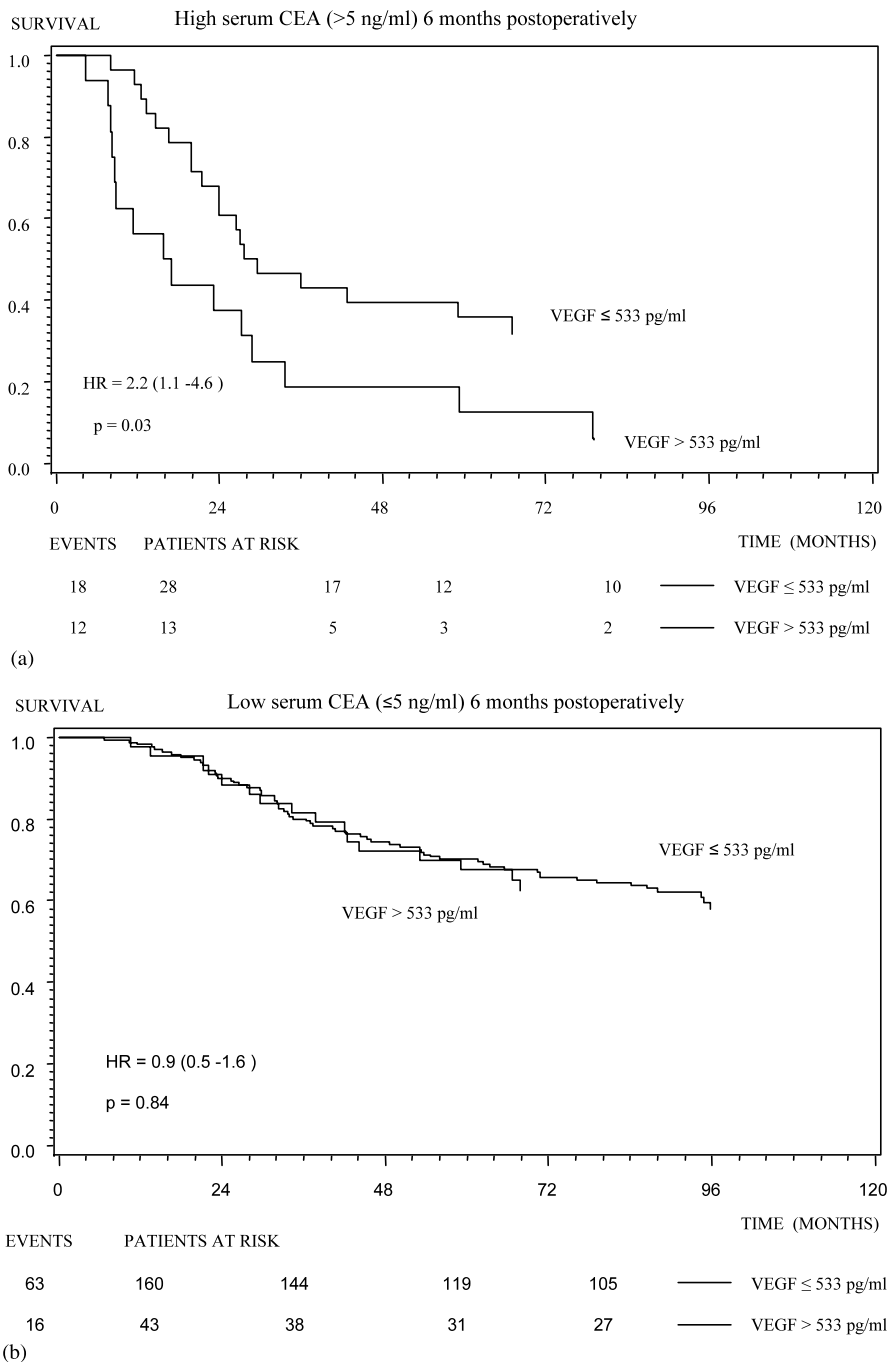 SURVIVAL
High serum CEA (>5 ng/ml) 6 months postoperatively
1.0
0.8
0.6
0.4
0.2
0.0
VEGF ≤ 533 pg/ml
HR = 2.2 (1.1 -4.6 )
p = 0.03
VEGF > 533 pg/ml
0 24 48 72 96 120
EVENTS PATIENTS AT RISK TIME (MONTHS)
18 28 17 12 10 VEGF ≤ 533 pg/ml
12 13 5 3 2 VEGF > 533 pg/ml
(a)
SURVIVAL
Low serum CEA (≤5 ng/ml) 6 months postoperatively
1.0
0.8
0.6
0.4
0.2
0.0
VEGF ≤ 533 pg/ml
VEGF > 533 pg/ml
HR = 0.9 (0.5 -1.6 )
p = 0.84
0 24 48 72 96 120
TIME (MONTHS)
EVENTS PATIENTS AT RISK
63 160 144 119 105 VEGF ≤ 533 pg/ml
16 43 38 31 27 VEGF > 533 pg/ml
(b)